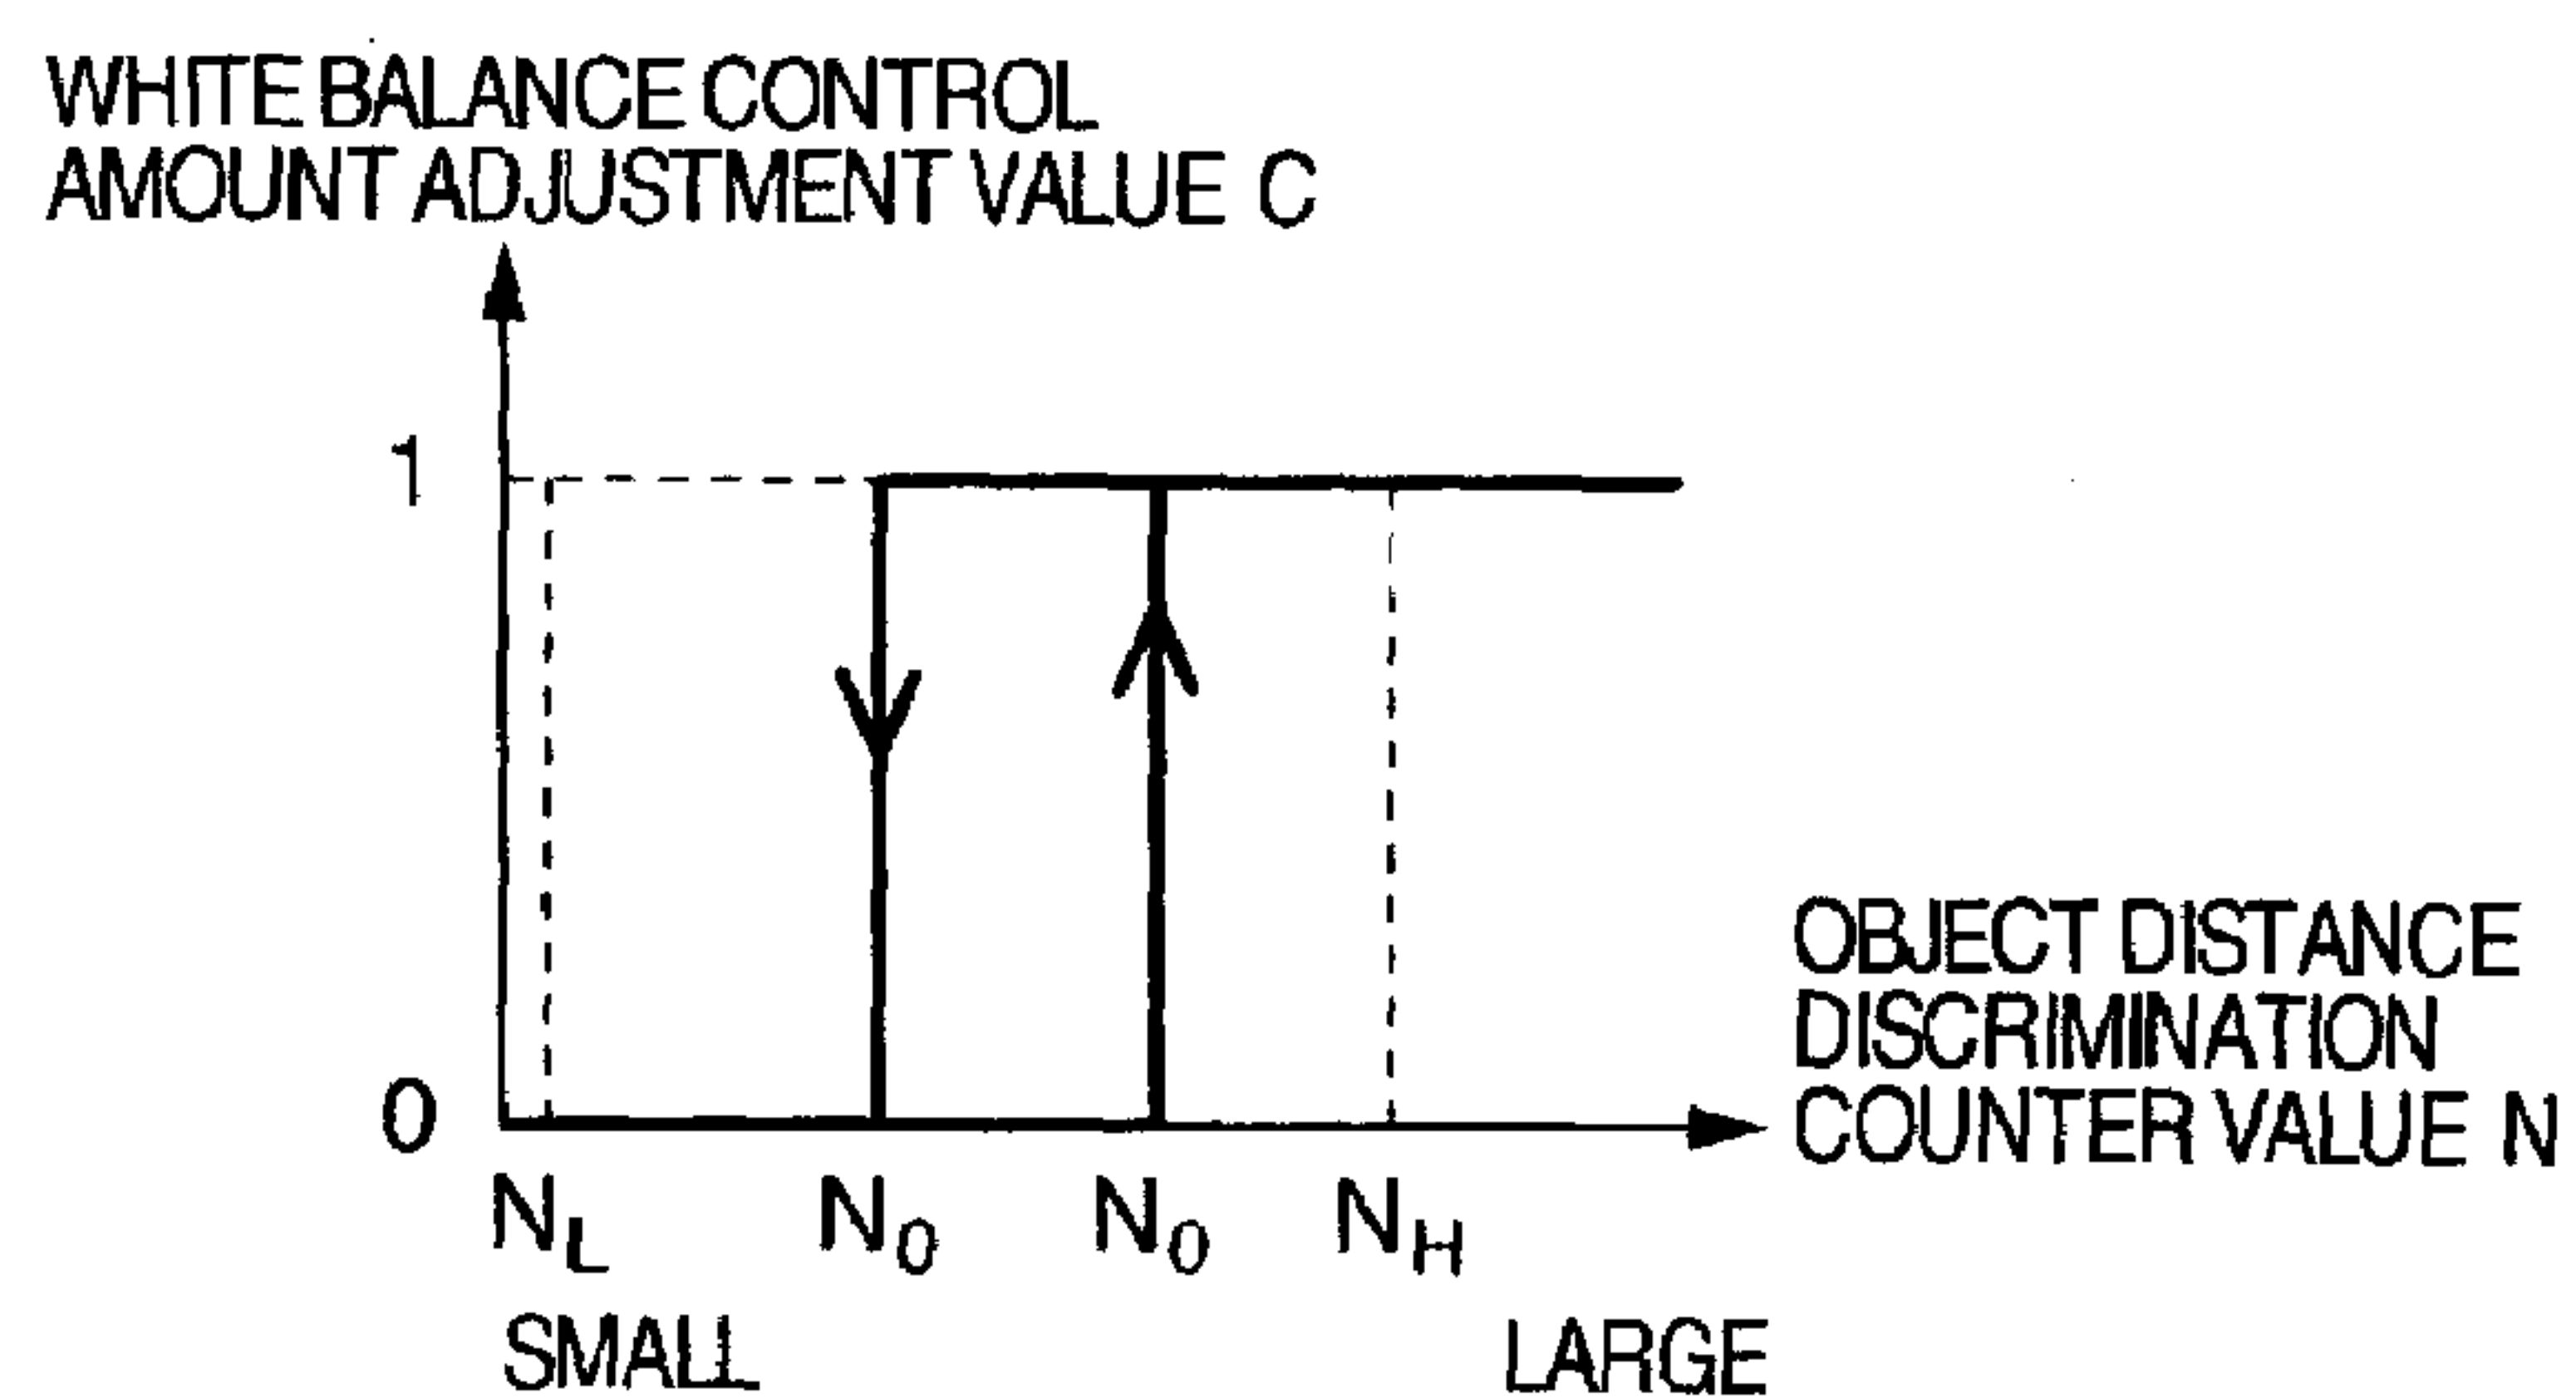 WHITE BALANCE CONTROL
AMOUNT ADJUSTMENT VALUE C
1
0
OBJECT DISTANCE
DISCRIMINATION
COUNTER VALUE N
N_L N_0 N_0 N_H
SMALL LARGE